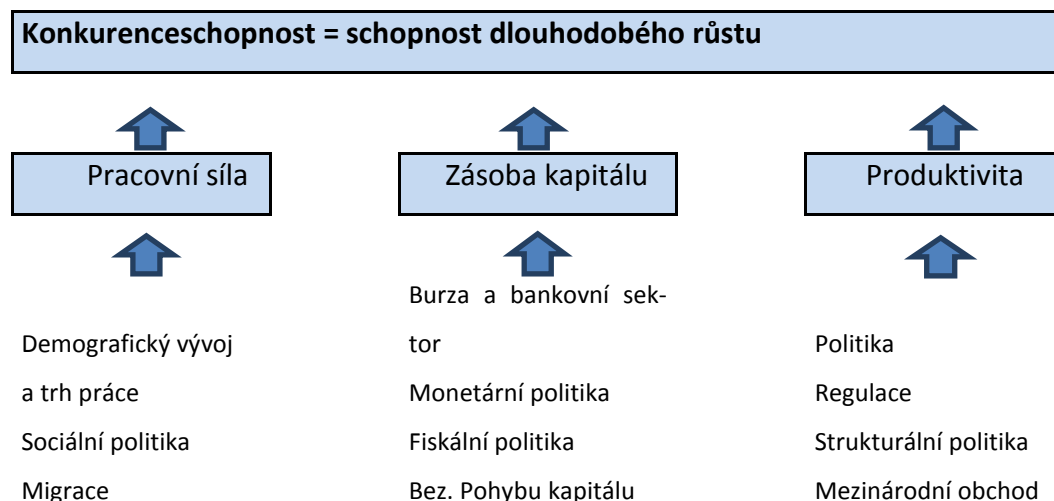 Konkurenceschopnost = schopnost dlouhodobého růstu
Pracovní síla
Zásoba kapitálu
Produktivita
Demografický vývoj
a trh práce
Sociální politika
Migrace
Burza a bankovní sek-
tor
Monetární politika
Fiskální politika
Bez. Pohybu kapitálu
Politika
Regulace
Strukturální politika
Mezinárodní obchod